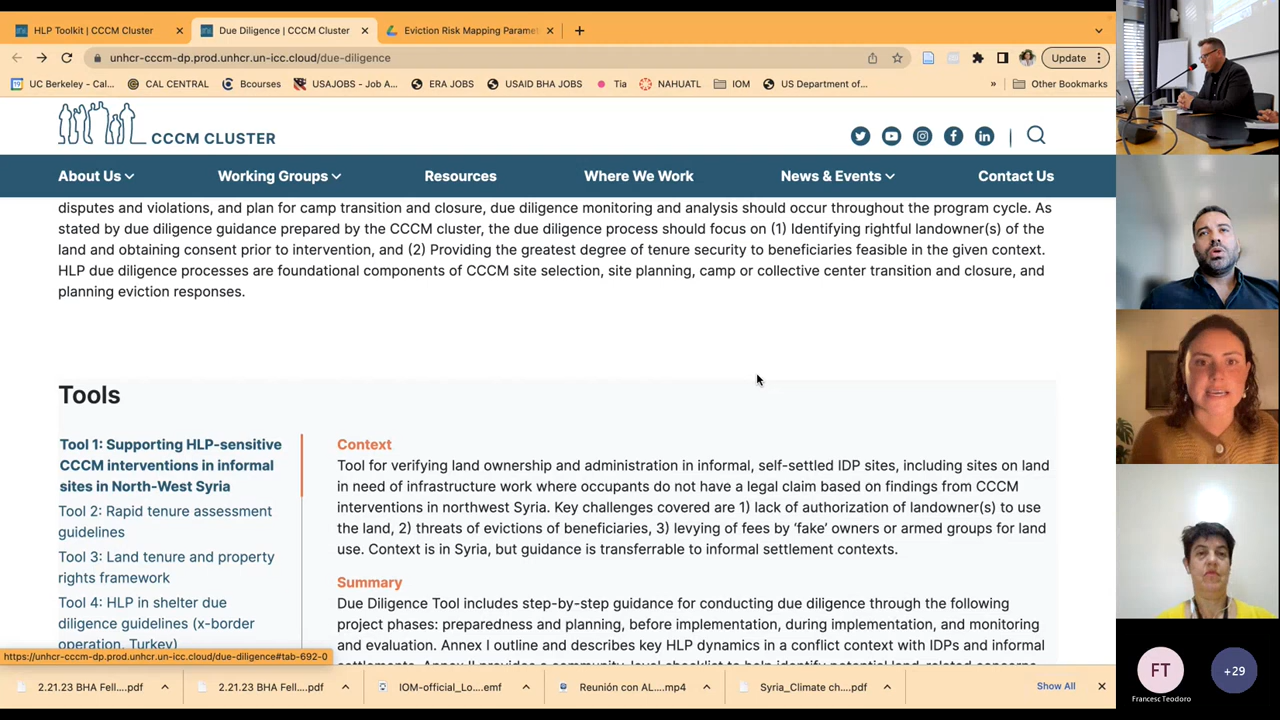 HLP Toolkit | CCCM Cluster
Due Diligence | CCCM Cluster
Eviction Risk Mapping Parame
unhcr-cccm-dp.prod.unhcr.un-icc.cloud/due-diligence
Update
UC Berkeley - Cal...
CAL CENTRAL
Bcourses
USAJOBS - Job A...
ERA JOBS
USAID BHA JOBS
Tia
NAHUATL
IOM
US Department of...
»
Other Bookmarks
CCCM CLUSTER
About Us
Working Groups
Resources
Where We Work
News & Events
Contact Us
disputes and violations, and plan for camp transition and closure, due diligence monitoring and analysis should occur throughout the program cycle. As
stated by due diligence guidance prepared by the CCCM cluster, the due diligence process should focus on (1) Identifying rightful landowner(s) of the
land and obtaining consent prior to intervention, and (2) Providing the greatest degree of tenure security to beneficiaries feasible in the given context.
HLP due diligence processes are foundational components of CCCM site selection, site planning, camp or collective center transition and closure, and
planning eviction responses.
Tools
Tool 1: Supporting HLP-sensitive
CCCM interventions in informal
sites in North-West Syria
Tool 2: Rapid tenure assessment
guidelines
Tool 3: Land tenure and property
rights framework
Tool 4: HLP in shelter due
diligence guidelines (x-border
operation, Turkey)
Context
Tool for verifying land ownership and administration in informal, self-settled IDP sites, including sites on land
in need of infrastructure work where occupants do not have a legal claim based on findings from CCCM
interventions in northwest Syria. Key challenges covered are 1) lack of authorization of landowner(s) to use
the land, 2) threats of evictions of beneficiaries, 3) levying of fees by ‘fake’ owners or armed groups for land
use. Context is in Syria, but guidance is transferrable to informal settlement contexts.
Summary
Due Diligence Tool includes step-by-step guidance for conducting due diligence through the following
project phases: preparedness and planning, before implementation, during implementation, and monitoring
and evaluation. Annex I outline and describes key HLP dynamics in a conflict context with IDPs and informal
settlements. Annex II provides a community-level checklist to help identify potential land-related concerns
https://unhcr-cccm-dp.prod.unhcr.un-icc.cloud/due-diligence#tab-692-0
2.21.23 BHA Fell....pdf
2.21.23 BHA Fell....pdf
IOM-official_Lo....emf
Reunión con AL....mp4
Syria_Climate ch....pdf
Show All
FT
Francesc Teodoro
+29